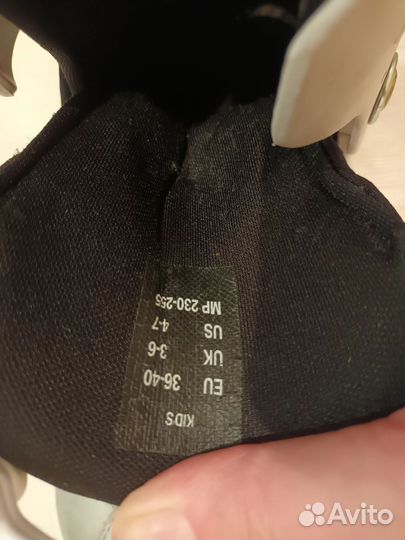 KIDS
EU 36-40
UK 3-6
US 4-7
MP 230-255
Avito